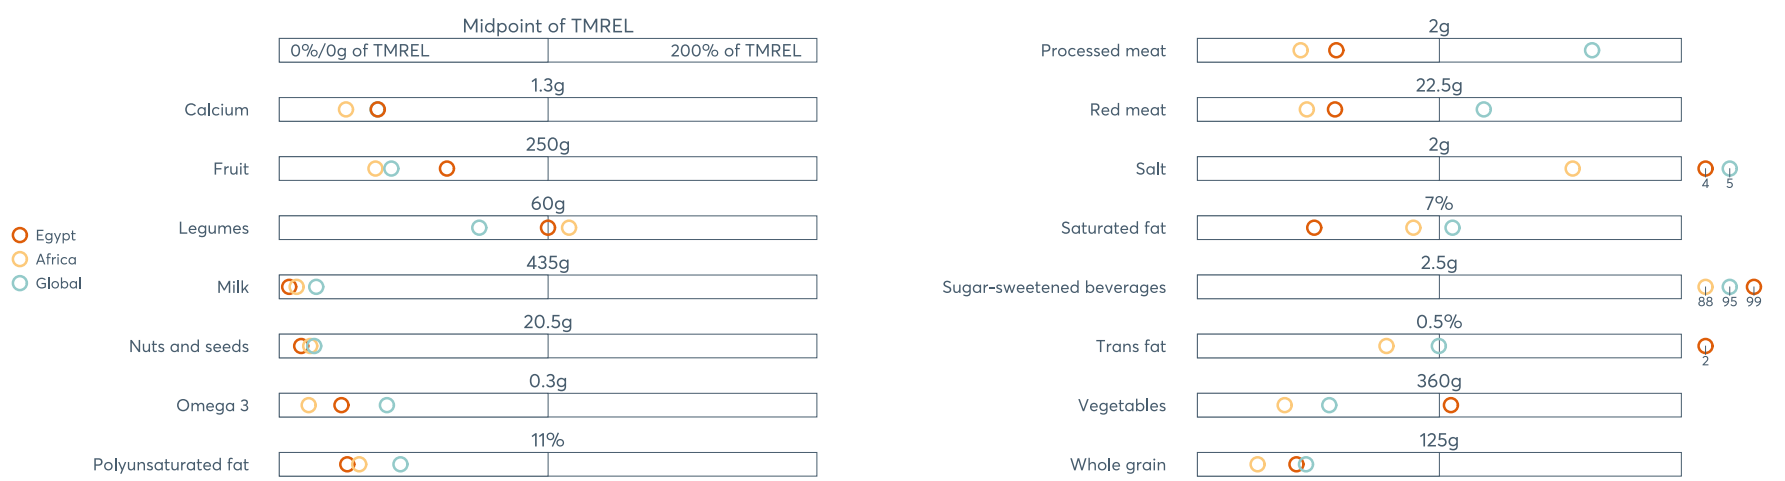 Midpoint of TMREL
0%/0g of TMREL 200% of TMREL
1.3g
Calcium
250g
Fruit
60g
Legumes
435g
Milk
20.5g
Nuts and seeds
0.3g
Omega 3
11%
Polyunsaturated fat
Egypt
Africa
Global
2g
Processed meat
22.5g
Red meat
2g
Salt
4 5
7%
Saturated fat
2.5g
Sugar-sweetened beverages
88 95 99
0.5%
Trans fat
2
360g
Vegetables
125g
Whole grain